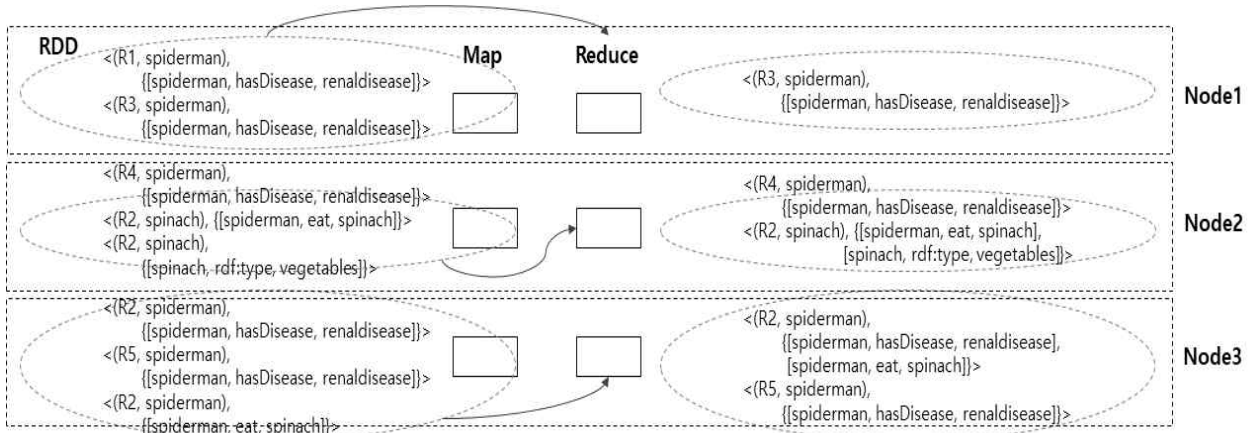 RDD
Map
Reduce
<(R1, spiderman),
{[spiderman, hasDisease, renaldisease]}>
<(R3, spiderman),
{[spiderman, hasDisease, renaldisease]}>
<(R3, spiderman),
{[spiderman, hasDisease, renaldisease]}>
Node1
<(R4, spiderman),
{[spiderman, hasDisease, renaldisease]}>
<(R2, spinach), {[spiderman, eat, spinach]}>
<(R2, spinach),
{[spinach, rdf:type, vegetables]}>
<(R4, spiderman),
{[spiderman, hasDisease, renaldisease]}>
<(R2, spinach), {[spiderman, eat, spinach],
[spinach, rdf:type, vegetables]}>
Node2
<(R2, spiderman),
{[spiderman, hasDisease, renaldisease]}>
<(R5, spiderman),
{[spiderman, hasDisease, renaldisease]}>
<(R2, spiderman),
{[spiderman, eat, spinach]}>
<(R2, spiderman),
{[spiderman, hasDisease, renaldisease],
[spiderman, eat, spinach]}>
<(R5, spiderman),
{[spiderman, hasDisease, renaldisease]}>
Node3